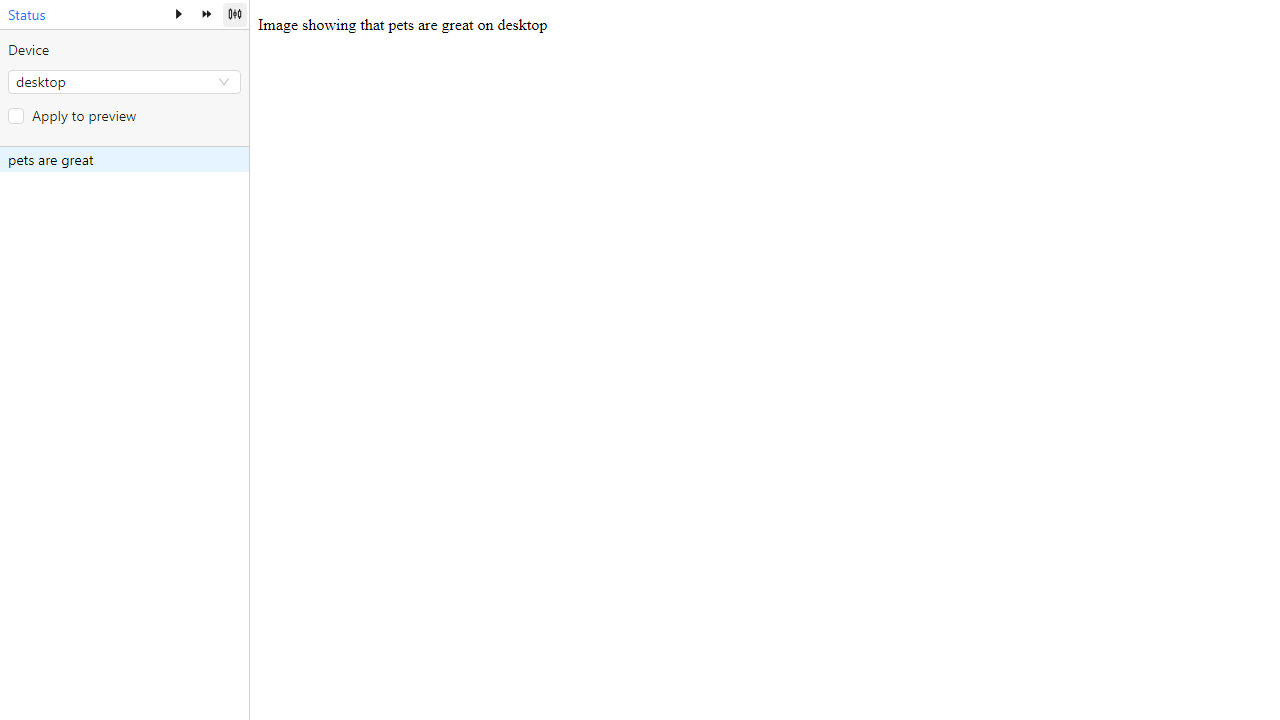 Status
Device
desktop
Apply to preview
pets are great
Image showing that pets are great on desktop